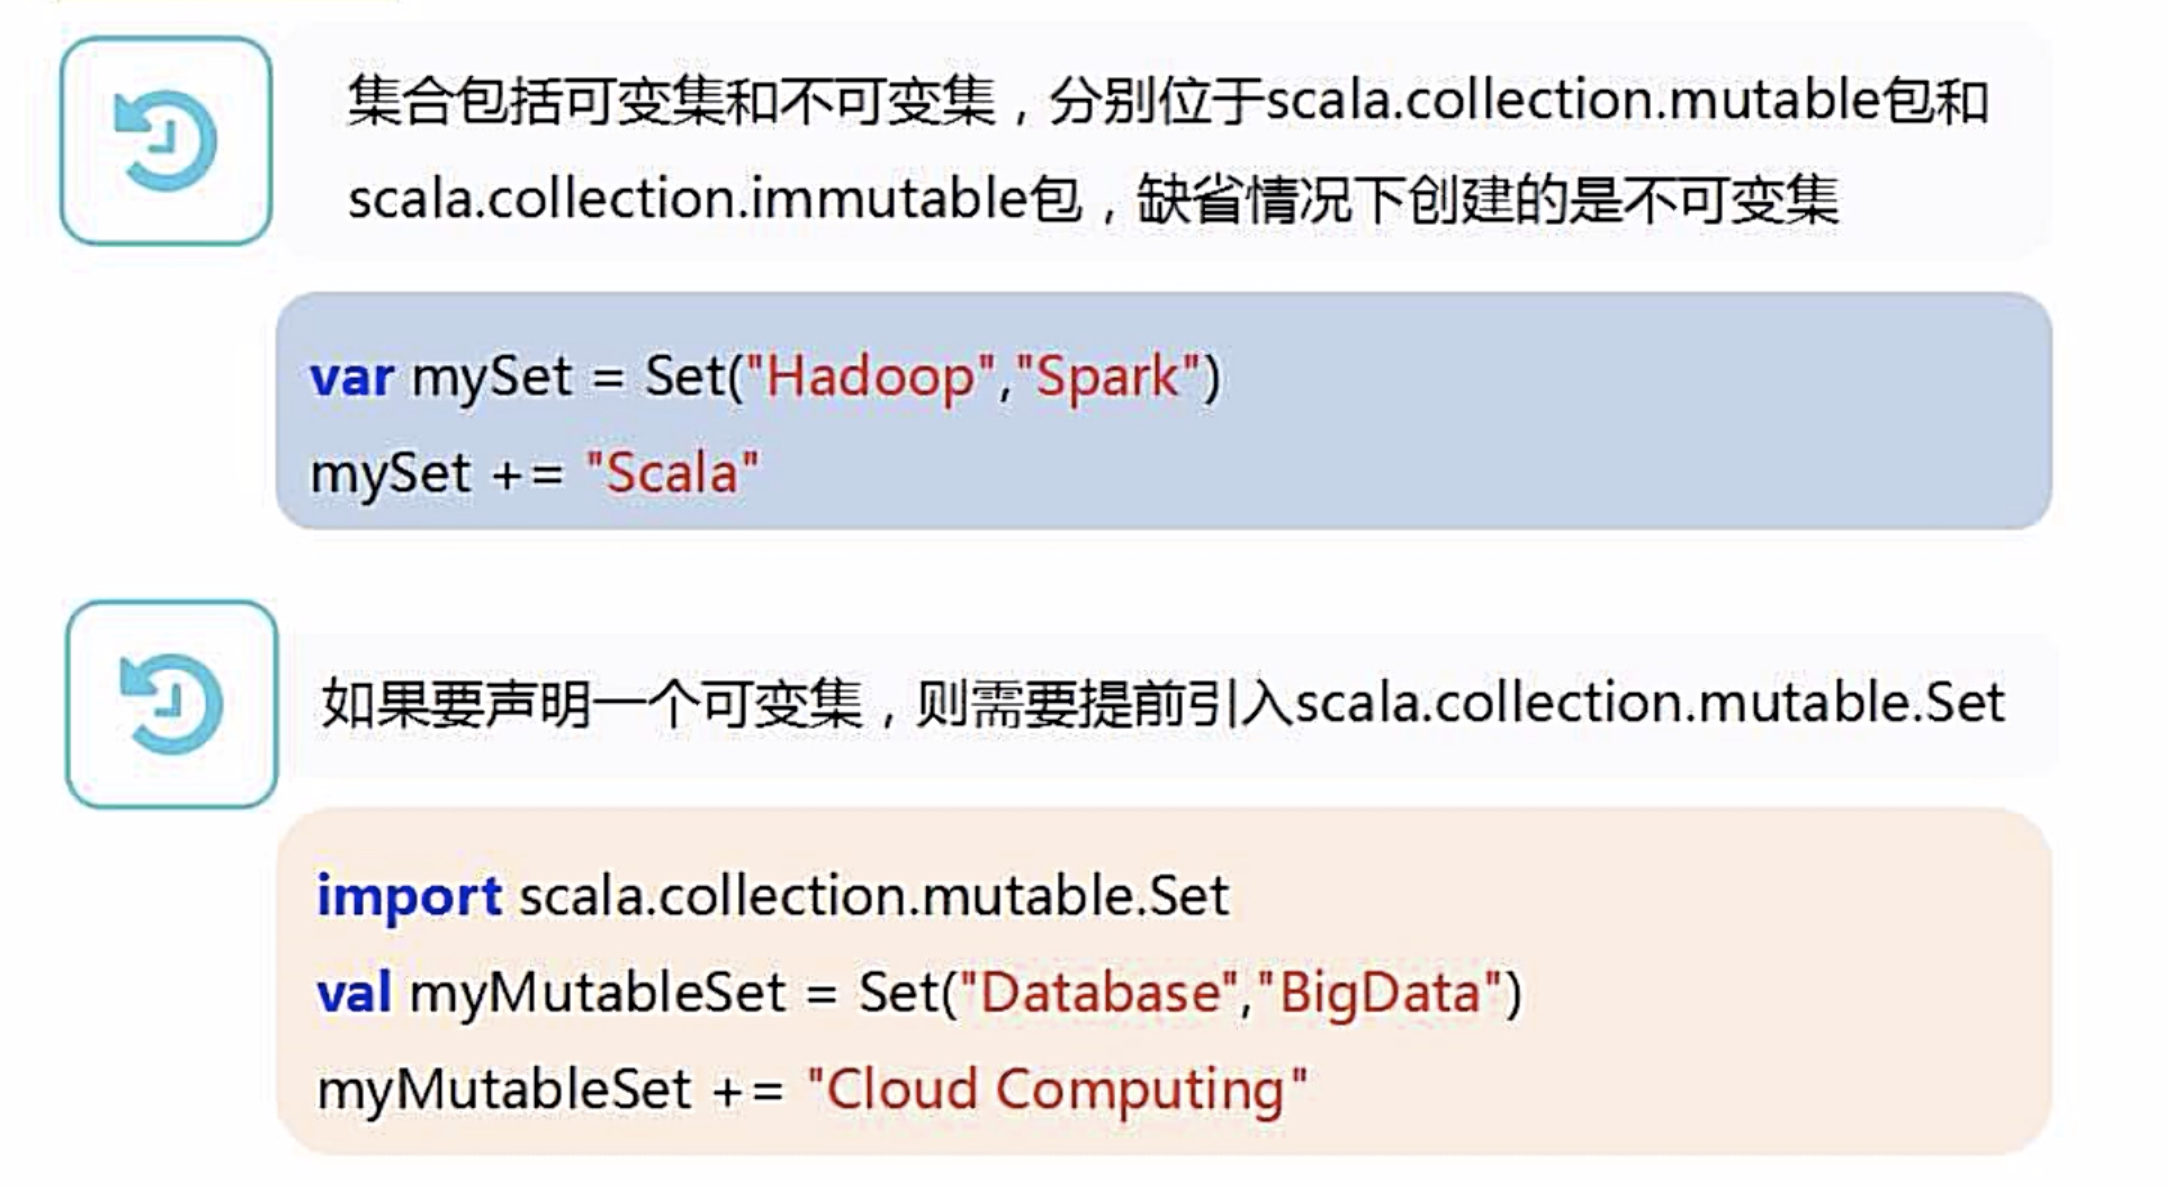 集合包括可变集和不可变集，分别位于scala.collection.mutable包和
scala.collection.immutable包，缺省情况下创建的是不可变集
var mySet = Set("Hadoop","Spark")
mySet += "Scala"
如果要声明一个可变集，则需要提前引入scala.collection.mutable.Set
import scala.collection.mutable.Set
val myMutableSet = Set("Database","BigData")
myMutableSet += "Cloud Computing"